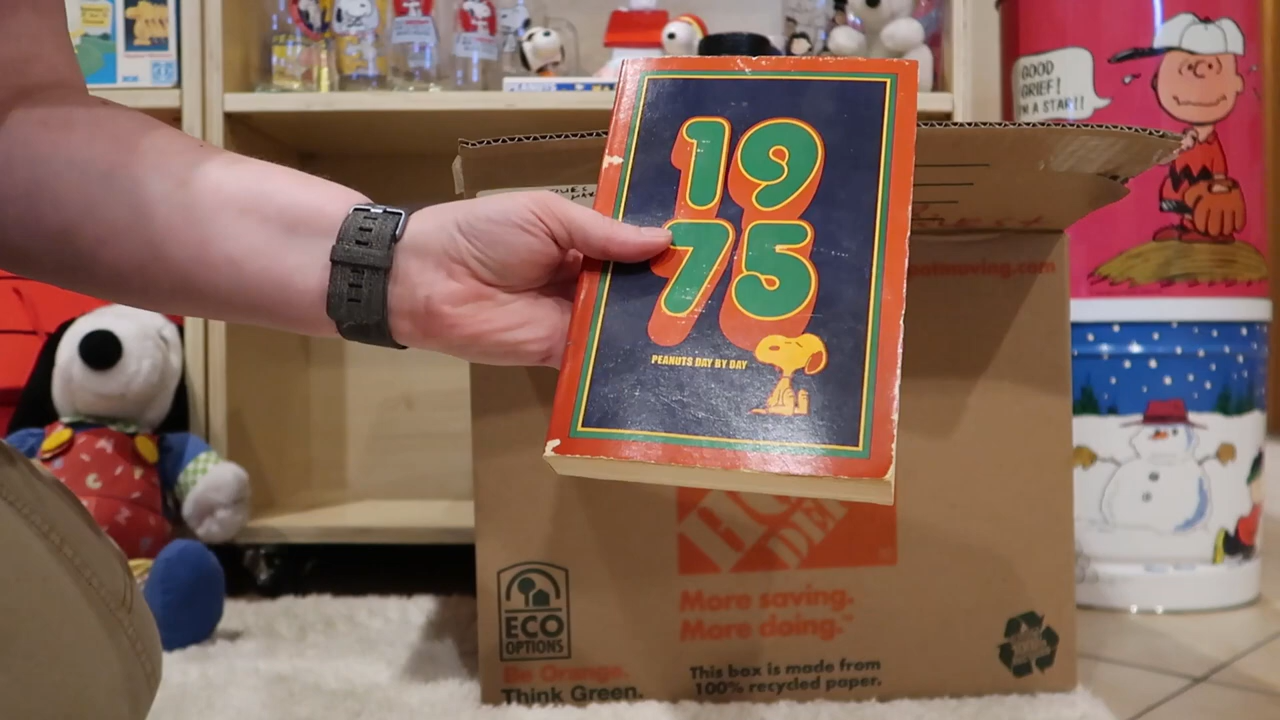 GOOD
GRIEF!
I'M A STAR!!
19
75
PEANUTS DAY BY DAY
More saving.
More doing.™
ECO
OPTIONS
Be Orange.
Think Green.
This box is made from
100% recycled paper.